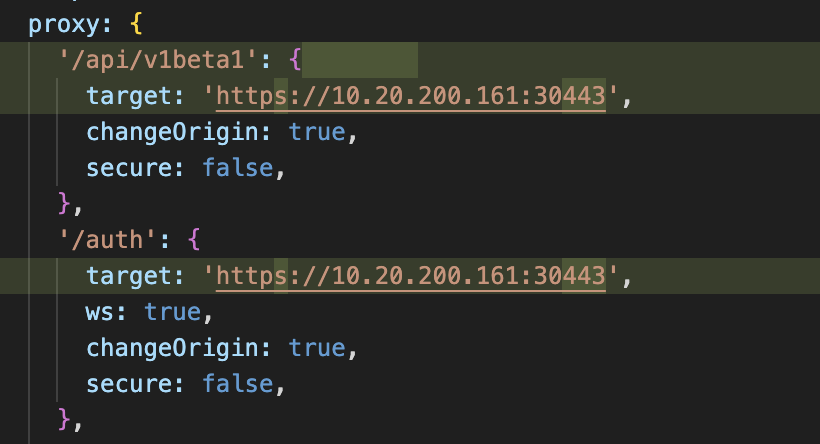 proxy: {
'/api/v1beta1': {
target: 'https://10.20.200.161:30443',
changeOrigin: true,
secure: false,
},
'/auth': {
target: 'https://10.20.200.161:30443',
ws: true,
changeOrigin: true,
secure: false,
},